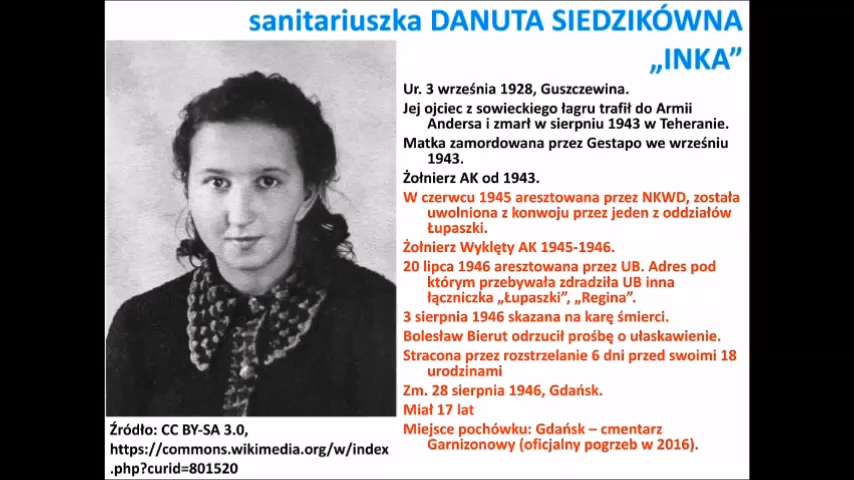 sanitariuszka DANUTA SIEDZIKÓWNA
„INKA”
Ur. 3 września 1928, Guszczewina.
Jej ojciec z sowieckiego łagru trafił do Armii
Andersa i zmarł w sierpniu 1943 w Teheranie.
Matka zamordowana przez Gestapo we wrześniu
1943.
Żołnierz AK od 1943.
W czerwcu 1945 aresztowana przez NKWD, została
uwolniona z konwoju przez jeden z oddziałów
Łupaszki.
Żołnierz Wyklęty AK 1945-1946.
20 lipca 1946 aresztowana przez UB. Adres pod
którym przebywała zdradziła UB inna
łączniczka „Łupaszki”, „Regina”.
3 sierpnia 1946 skazana na karę śmierci.
Bolesław Bierut odrzucił prośbę o ułaskawienie.
Stracona przez rozstrzelanie 6 dni przed swoimi 18
urodzinami
Zm. 28 sierpnia 1946, Gdańsk.
Miał 17 lat
Miejsce pochówku: Gdańsk – cmentarz
Garnizonowy (oficjalny pogrzeb w 2016).
Źródło: CC BY-SA 3.0,
https://commons.wikimedia.org/w/index
.php?curid=801520